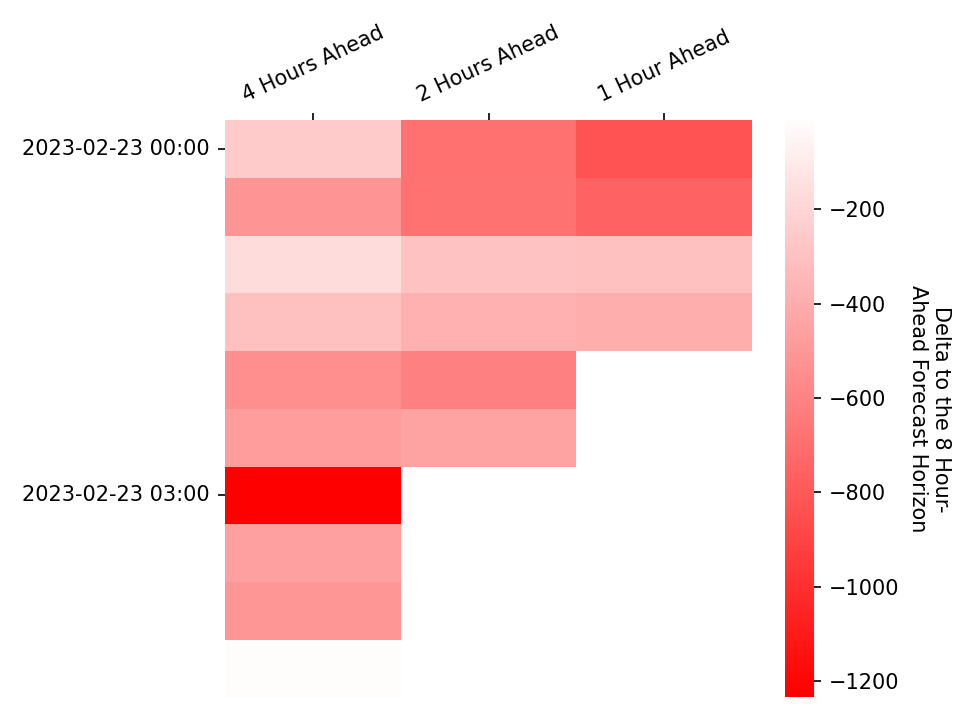 4 Hours Ahead
2 Hours Ahead
1 Hour Ahead
2023-02-23 00:00
2023-02-23 03:00
−200
−400
−600
−800
−1000
−1200
Delta to the 8 Hour-
Ahead Forecast Horizon